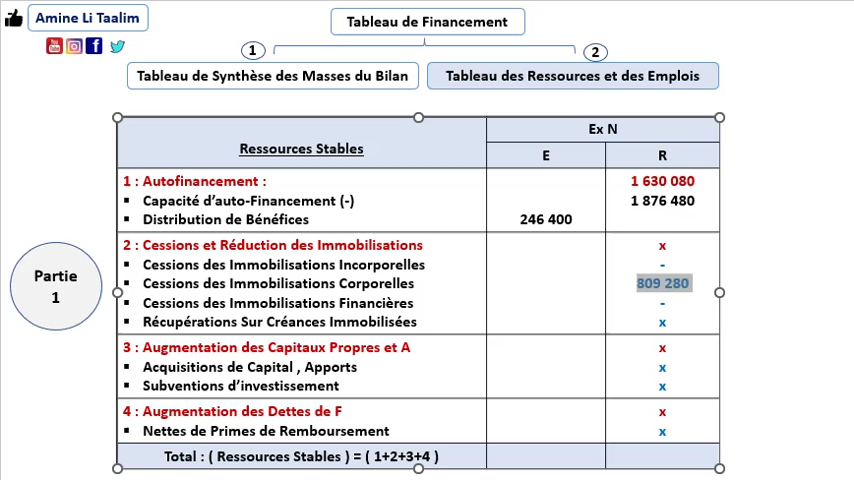 Amine Li Taalim
Tableau de Financement
1
2
Tableau de Synthèse des Masses du Bilan
Tableau des Ressources et des Emplois
Ressources Stables
Ex N
E
R
1 : Autofinancement :
1 630 080
▪ Capacité d'auto-Financement (-)
1 876 480
▪ Distribution de Bénéfices
246 400
2 : Cessions et Réduction des Immobilisations
x
▪ Cessions des Immobilisations Incorporelles
-
▪ Cessions des Immobilisations Corporelles
809 280
▪ Cessions des Immobilisations Financières
-
▪ Récupérations Sur Créances Immobilisées
x
3 : Augmentation des Capitaux Propres et A
x
▪ Acquisitions de Capital , Apports
x
▪ Subventions d'investissement
x
4 : Augmentation des Dettes de F
x
▪ Nettes de Primes de Remboursement
x
Total : ( Ressources Stables ) = ( 1+2+3+4 )
Partie
1